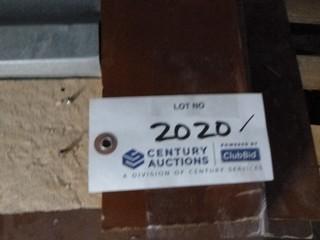 LOT NO
2020/
CENTURY AUCTIONS
POWERED BY
ClubBid
A DIVISION OF CENTURY SERVICES